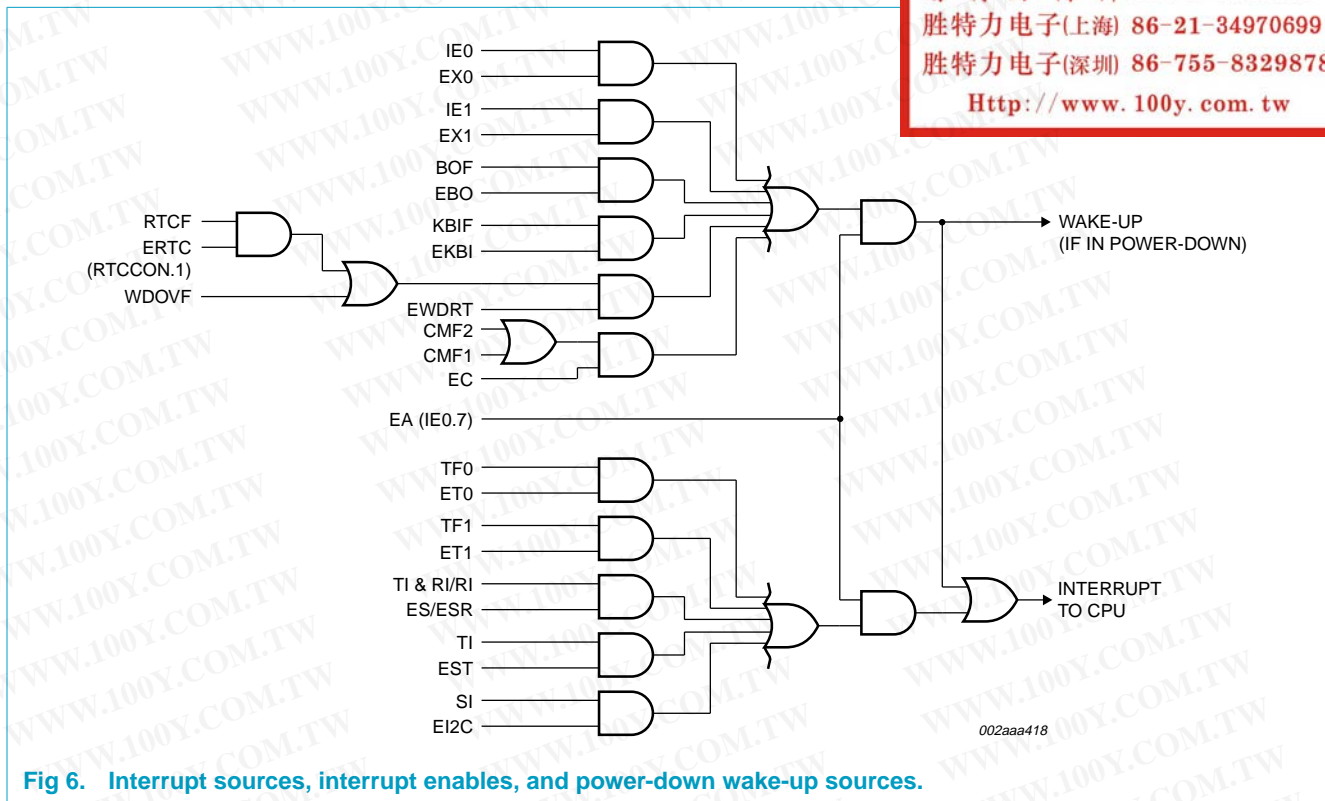 胜特力电子(上海) 86-21-34970699
胜特力电子(深圳) 86-755-8329878
Http://www.100y.com.tw
IE0
EX0
IE1
EX1
BOF
EBO
KBIF
EKBI
RTCF
ERTC
(RTCCON.1)
WDOVF
EWDRT
CMF2
CMF1
EC
EA (IE0.7)
TF0
ET0
TF1
ET1
TI & RI/RI
ES/ESR
TI
EST
SI
EI2C
WAKE-UP
(IF IN POWER-DOWN)
INTERRUPT
TO CPU
002aaa418
Fig 6. Interrupt sources, interrupt enables, and power-down wake-up sources.
WWW.100Y.COM.TW